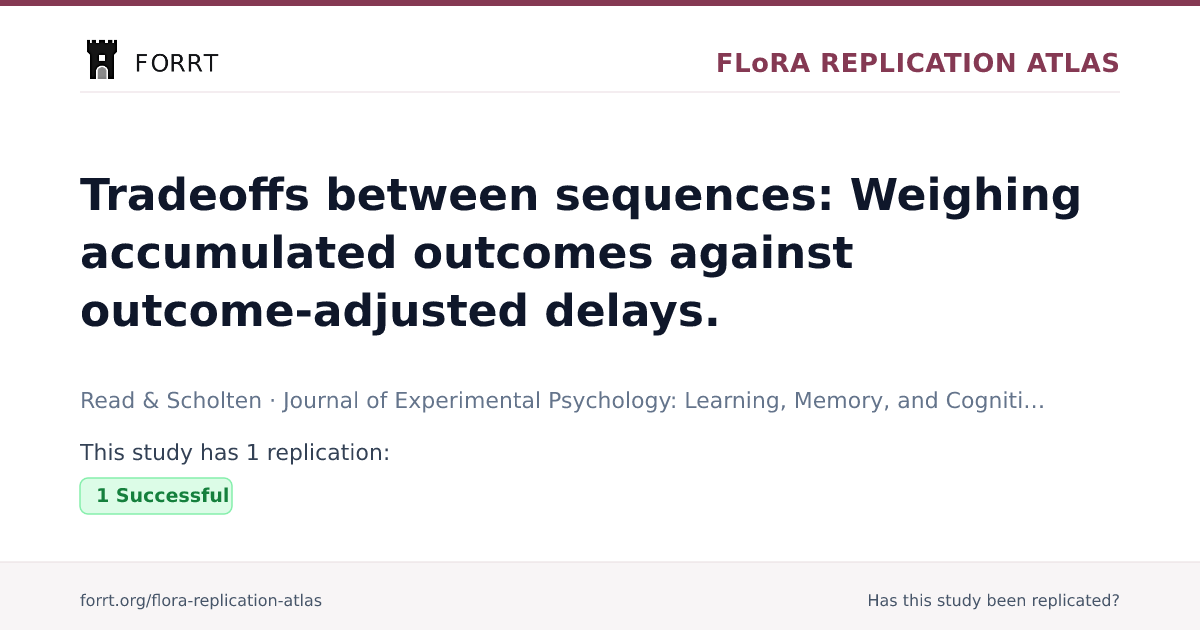 FORRT
FLoRA REPLICATION ATLAS
Tradeoffs between sequences: Weighing
accumulated outcomes against
outcome-adjusted delays.
Read & Scholten · Journal of Experimental Psychology: Learning, Memory, and Cogniti…
This study has 1 replication:
1 Successful
forrt.org/flora-replication-atlas
Has this study been replicated?